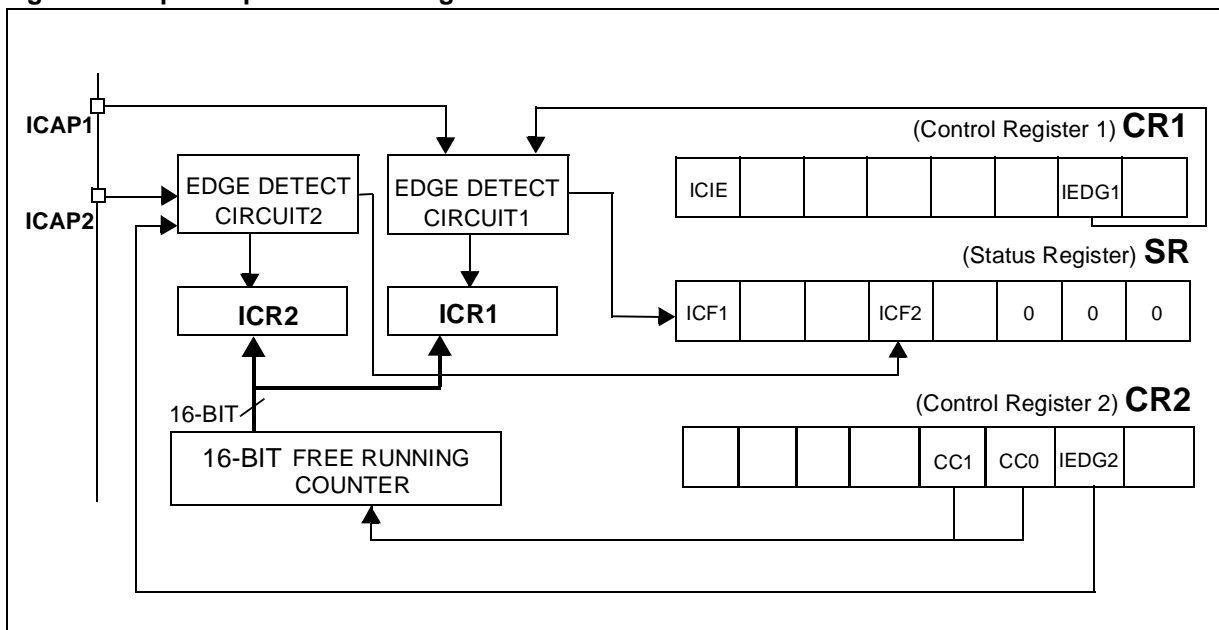 ICAP1
ICAP2
EDGE DETECT
CIRCUIT2
EDGE DETECT
CIRCUIT1
(Control Register 1) CR1
ICIE IEDG1
(Status Register) SR
ICR2
ICR1
ICF1 ICF2 0 0 0
16-BIT
(Control Register 2) CR2
16-BIT FREE RUNNING
COUNTER
CC1 CC0 IEDG2